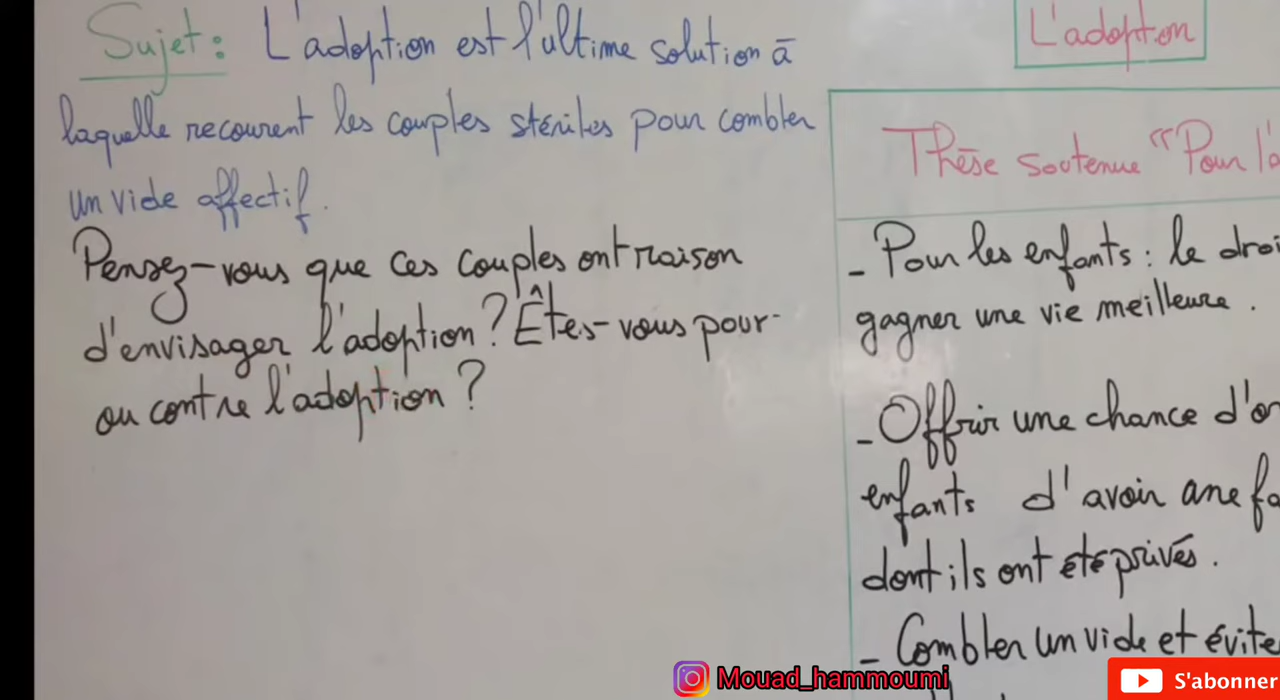 Sujet: L'adoption est l'ultime solution à
laquelle recourent les couples stériles pour combler
un vide affectif.
Pensez-vous que ces couples ont raison
d'envisager l'adoption? Êtes-vous pour
ou contre l'adoption?
L'adopton
Thèse soutenue "Pour l'a
- Pour les enfants: le droi
gagner une vie meilleure.
- Offrir une chance d'or
enfants d'avoir une fa
dont ils ont été privés.
- Combler un vide et évite
Mouad_hammoumi
S'abonner